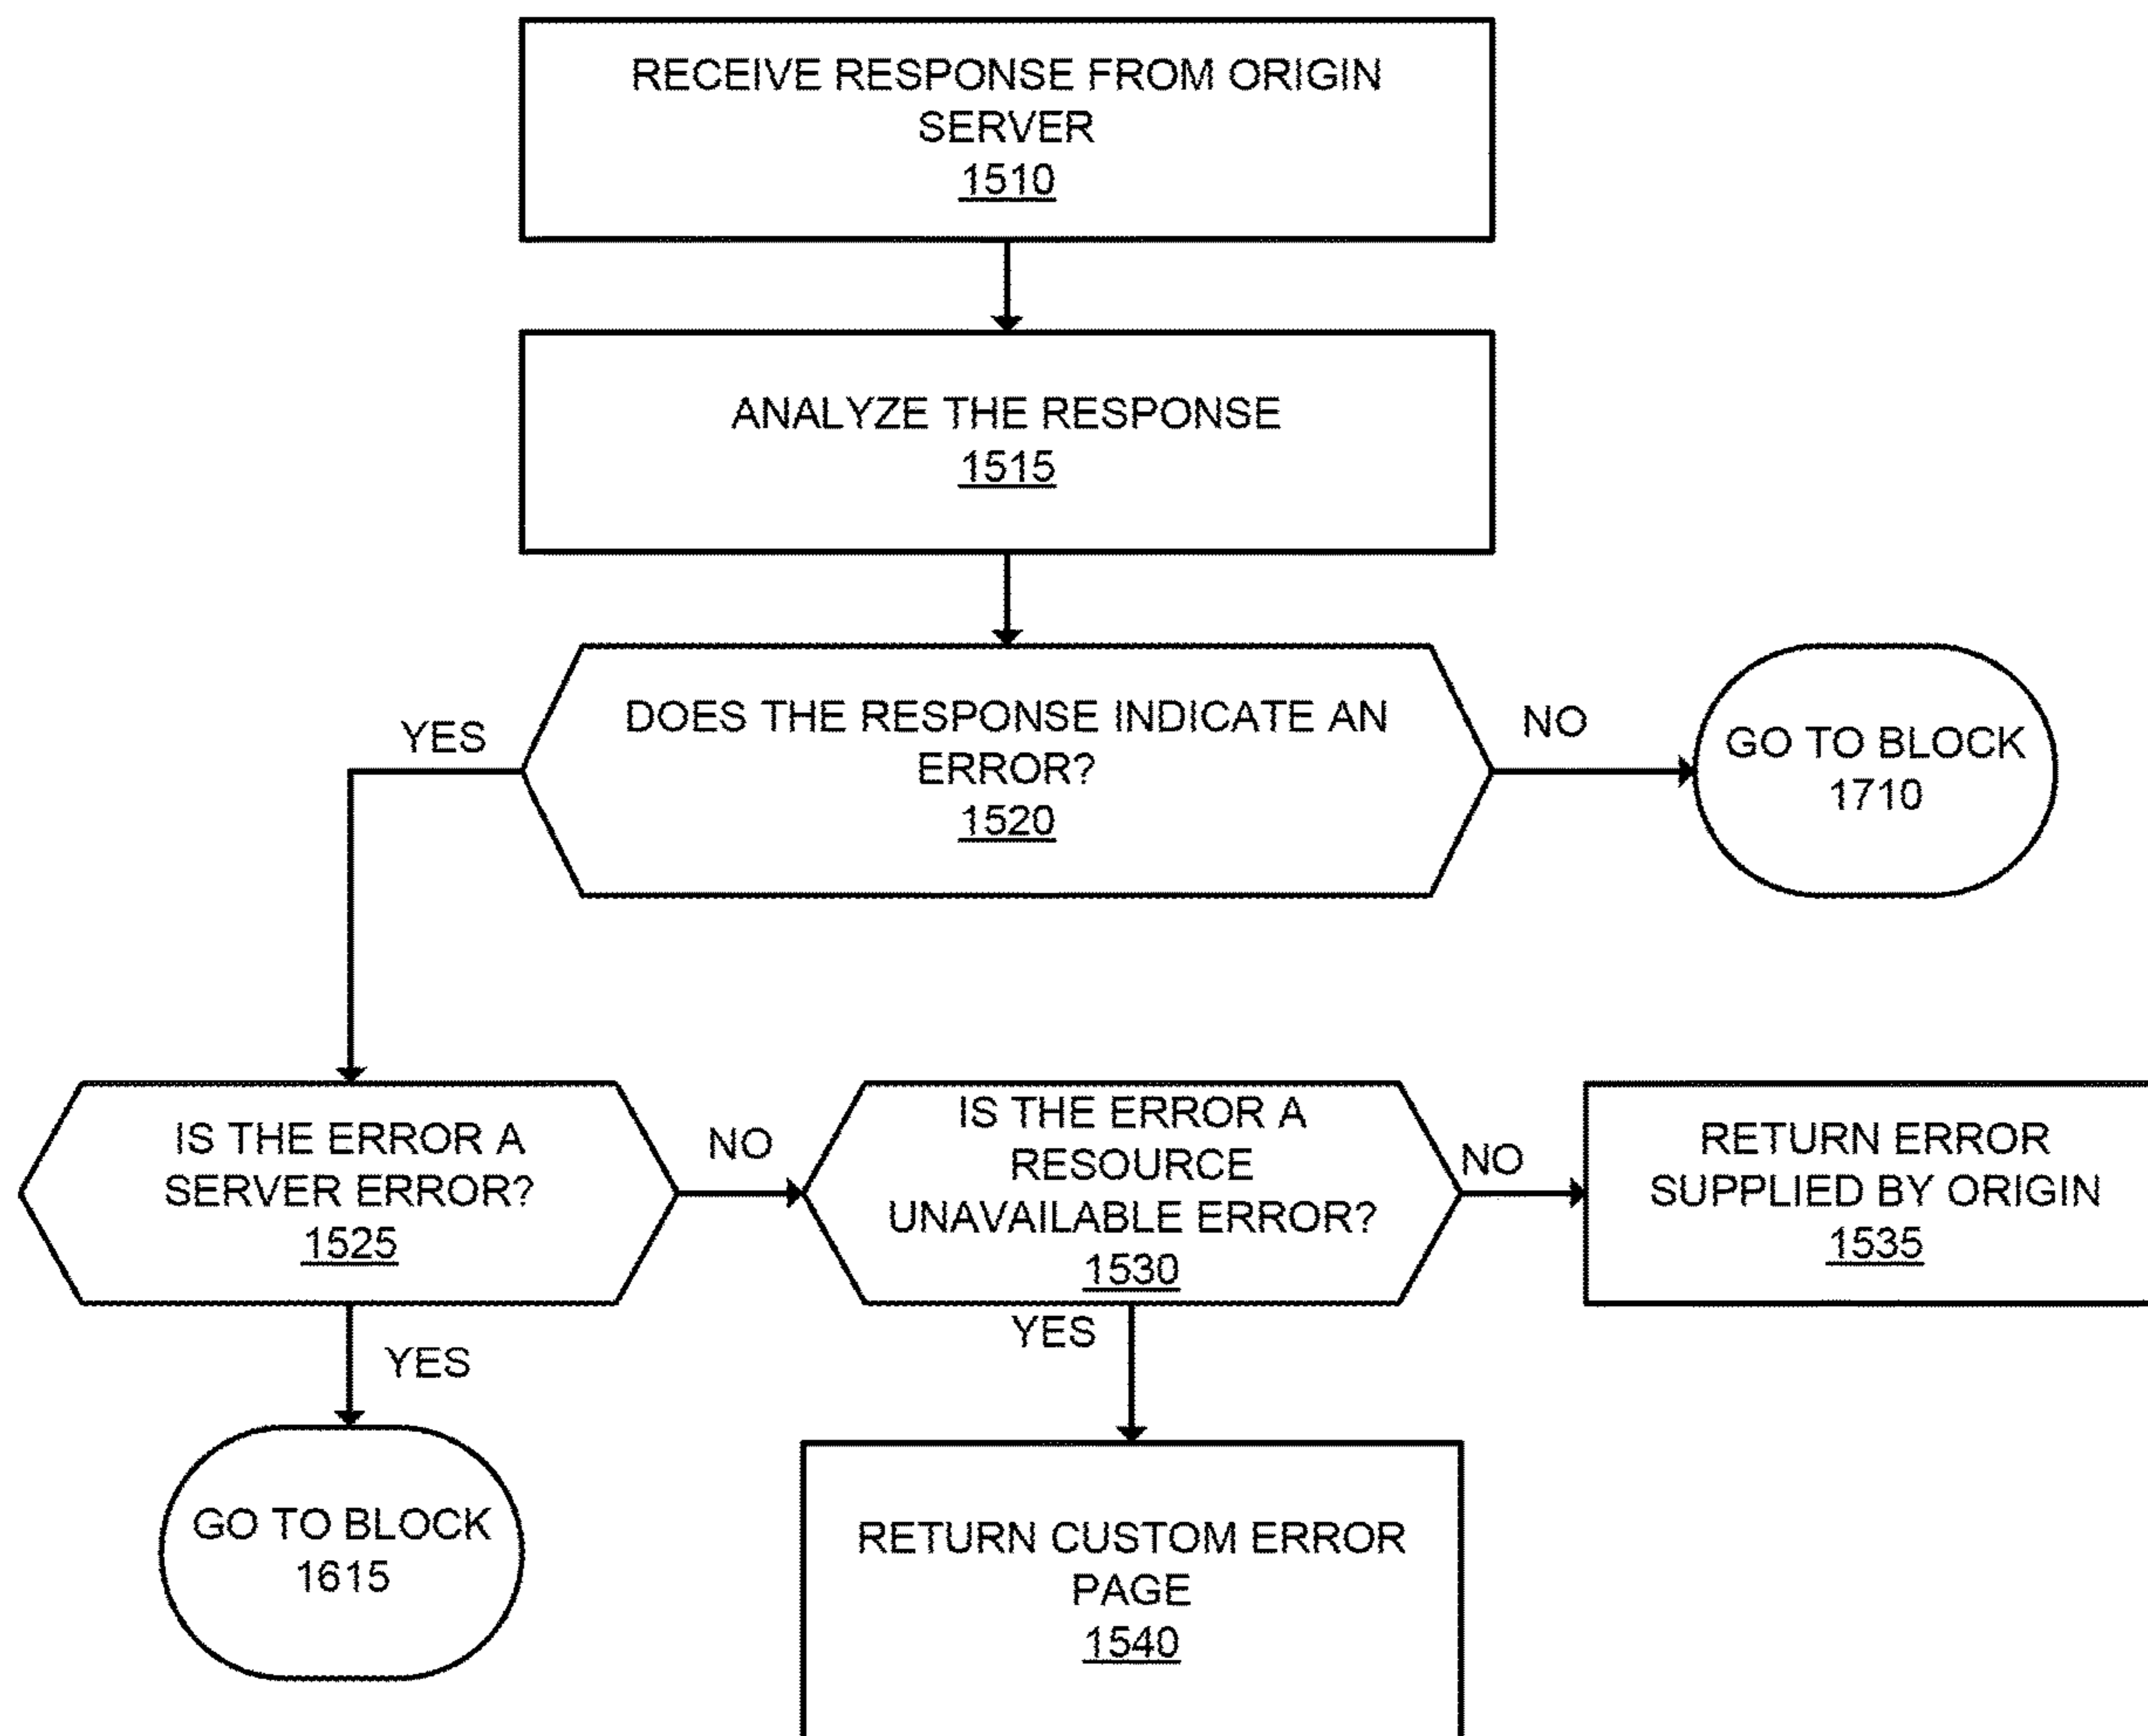 RECEIVE RESPONSE FROM ORIGIN
SERVER
1510
ANALYZE THE RESPONSE
1515
DOES THE RESPONSE INDICATE AN
ERROR?
1520
YES
NO
GO TO BLOCK
1710
IS THE ERROR A
SERVER ERROR?
1525
NO
IS THE ERROR A
RESOURCE
UNAVAILABLE ERROR?
1530
NO
RETURN ERROR
SUPPLIED BY ORIGIN
1535
YES
YES
GO TO BLOCK
1615
RETURN CUSTOM ERROR
PAGE
1540